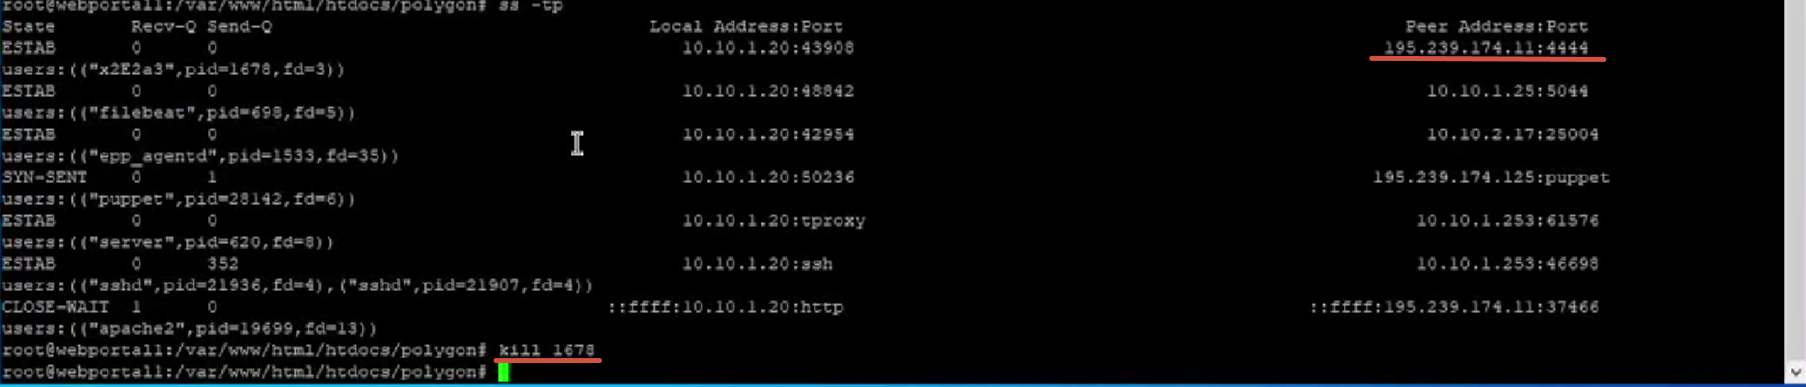 root@webportal1:/var/www/html/htdocs/polygon# ss -tp
State Recv-Q Send-Q Local Address:Port Peer Address:Port
ESTAB 0 0 10.10.1.20:43908 195.239.174.11:4444
users:(("x2E2a3",pid=1678,fd=3))
ESTAB 0 0 10.10.1.20:48842 10.10.1.25:5044
users:(("filebeat",pid=698,fd=5))
ESTAB 0 0 10.10.1.20:42954 10.10.2.17:25004
users:(("epp_agentd",pid=1533,fd=35))
SYN-SENT 0 1 10.10.1.20:50236 195.239.174.125:puppet
users:(("puppet",pid=28142,fd=6))
ESTAB 0 0 10.10.1.20:tproxy 10.10.1.253:61576
users:(("server",pid=620,fd=8))
ESTAB 0 352 10.10.1.20:ssh 10.10.1.253:46698
users:(("sshd",pid=21936,fd=4),("sshd",pid=21907,fd=4))
CLOSE-WAIT 1 0 ::ffff:10.10.1.20:http ::ffff:195.239.174.11:37466
users:(("apache2",pid=19699,fd=13))
root@webportal1:/var/www/html/htdocs/polygon# kill 1678
root@webportal1:/var/www/html/htdocs/polygon#